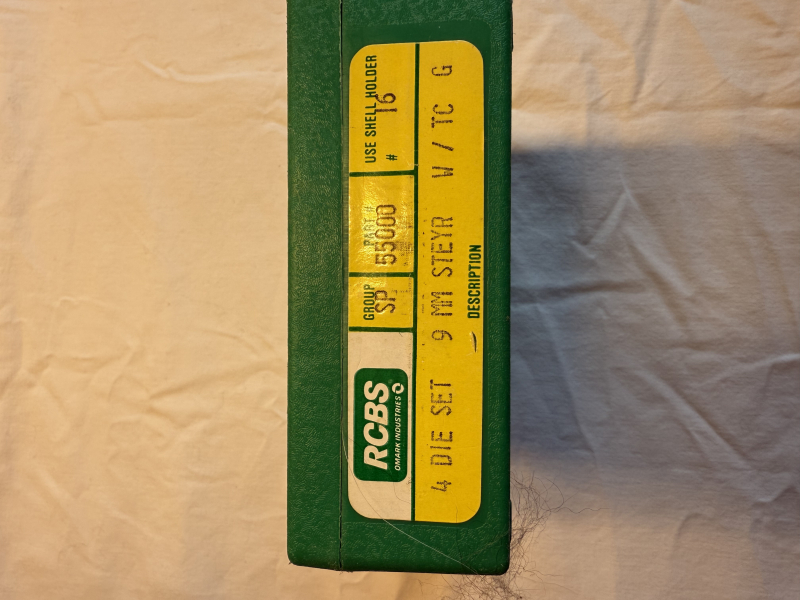 RCBS
OMARK INDUSTRIES
GROUP
SP
PART #
55000
USE SHELL HOLDER
# 16
4 DIE SET 9 MM STEYR W / TC G
DESCRIPTION